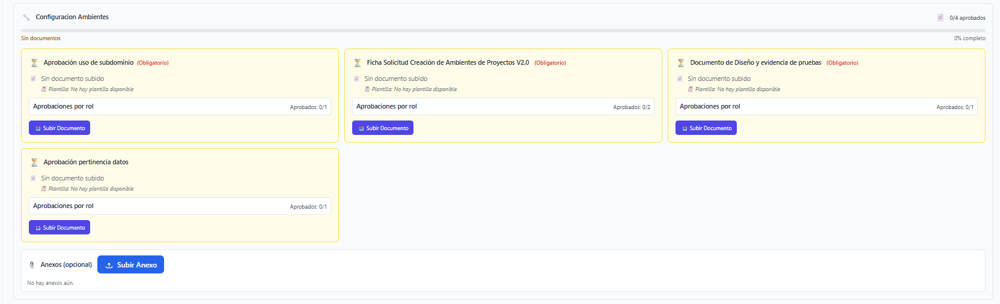 Configuracion Ambientes
0/4 aprobados
Sin documentos
0% completo
Aprobación uso de subdominio (Obligatorio)
Sin documento subido
Plantilla: No hay plantilla disponible
Aprobaciones por rol
Aprobados: 0/1
Subir Documento
Ficha Solicitud Creación de Ambientes de Proyectos V2.0 (Obligatorio)
Sin documento subido
Plantilla: No hay plantilla disponible
Aprobaciones por rol
Aprobados: 0/2
Subir Documento
Documento de Diseño y evidencia de pruebas (Obligatorio)
Sin documento subido
Plantilla: No hay plantilla disponible
Aprobaciones por rol
Aprobados: 0/1
Subir Documento
Aprobación pertinencia datos
Sin documento subido
Plantilla: No hay plantilla disponible
Aprobaciones por rol
Aprobados: 0/1
Subir Documento
Anexos (opcional)
Subir Anexo
No hay anexos aún.